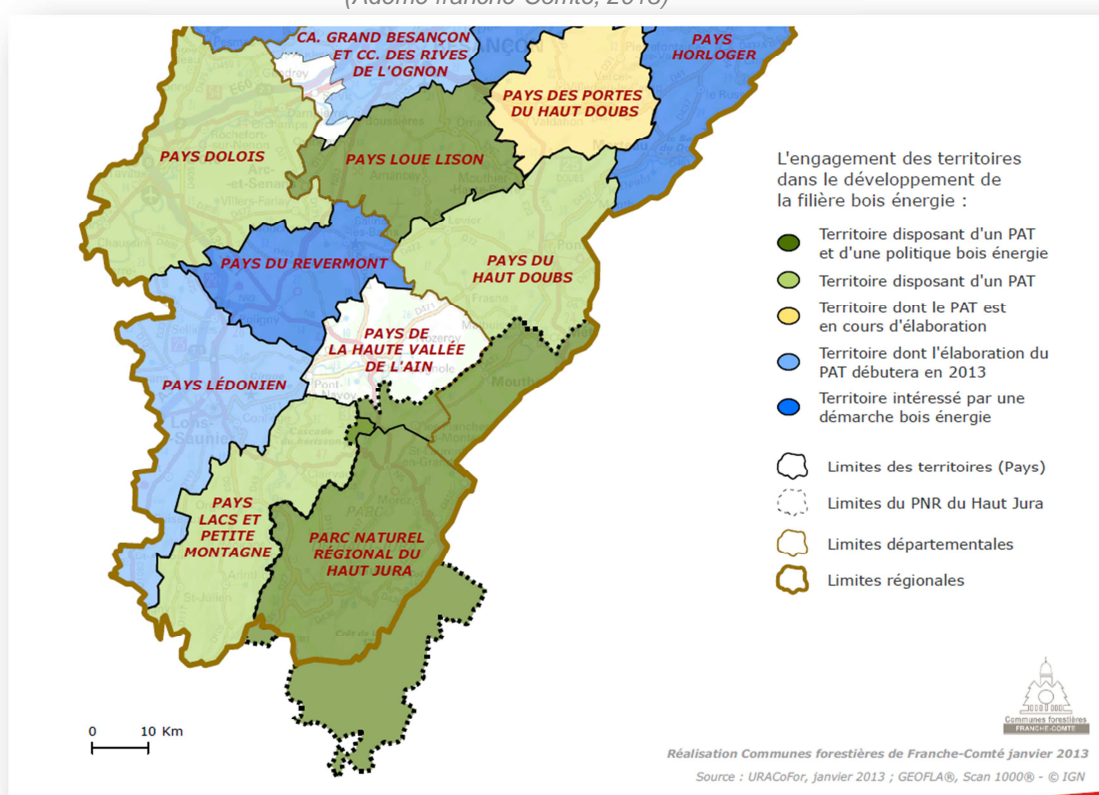 (Ademe franche-Comté, 2013)
CA. GRAND BESANÇON
ET CC. DES RIVES
DE L'OGNON
PAYS
HORLOGER
PAYS DES PORTES
DU HAUT DOUBS
PAYS DOLOIS
PAYS LOUE LISON
PAYS DU REVERMONT
PAYS DU
HAUT DOUBS
PAYS DE
LA HAUTE VALLÉE
DE L'AIN
PAYS LÉDONIEN
PAYS
LACS ET
PETITE
MONTAGNE
PARC NATUREL
RÉGIONAL DU
HAUT JURA
L'engagement des territoires
dans le développement de
la filière bois énergie :
Territoire disposant d'un PAT
et d'une politique bois énergie
Territoire disposant d'un PAT
Territoire dont le PAT est
en cours d'élaboration
Territoire dont l'élaboration du
PAT débutera en 2013
Territoire intéressé par une
démarche bois énergie
Limites des territoires (Pays)
Limites du PNR du Haut Jura
Limites départementales
Limites régionales
0 10 Km
Communes forestières
FRANCHE-COMTÉ
Réalisation Communes forestières de Franche-Comté janvier 2013
Source : URACoFor, janvier 2013 ; GEOFLA®, Scan 1000® - © IGN